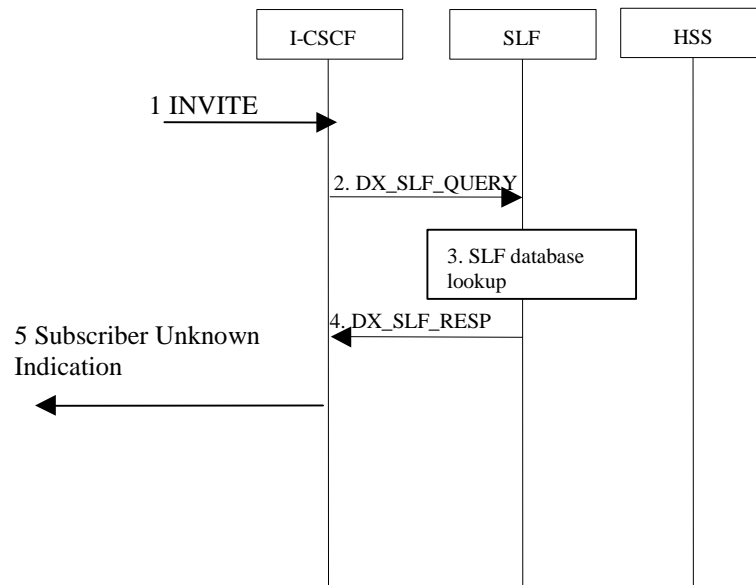 I-CSCF
SLF
HSS
1 INVITE
2. DX_SLF_QUERY
3. SLF database
lookup
4. DX_SLF_RESP
5 Subscriber Unknown
Indication